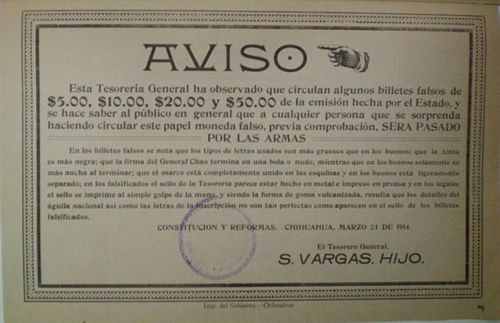 AVISO
Esta Tesorería General ha observado que circulan algunos billetes falsos de
$5.00, $10.00, $20.00 y $50.00 de la emisión hecha por el Estado, y
se hace saber al público en general que a cualquier persona que se sorprenda
haciendo circular este papel moneda falso, previa comprobación, SERA PASADO
POR LAS ARMAS
En los billetes falsos se nota que los tipos de letras usados son más gruesos que en los buenos; que la tinta
es más negra; que la firma del General Chao termina en una bola o nudo, mientras que en los buenos solamente es
más ancha al terminar; que el marco está completamente unido en las esquinas y en los buenos está ligeramente
separado; en los falsificados el sello de la Tesorería parece estar hecho en metal e impreso en prensa y en los legales
el sello se imprime al simple golpe de la mano, y siendo la forma de goma vulcanizada, resulta que los detalles del
águila nacional así como las letras de la inscripción no son tan perfectas como aparecen en el sello de los billetes
falsificados.
CONSTITUCION Y REFORMAS. CHIHUAHUA, MARZO 21 DE 1914.
El Tesorero General,
S. VARGAS, HIJO.
Imp. del Gobierno.—Chihuahua